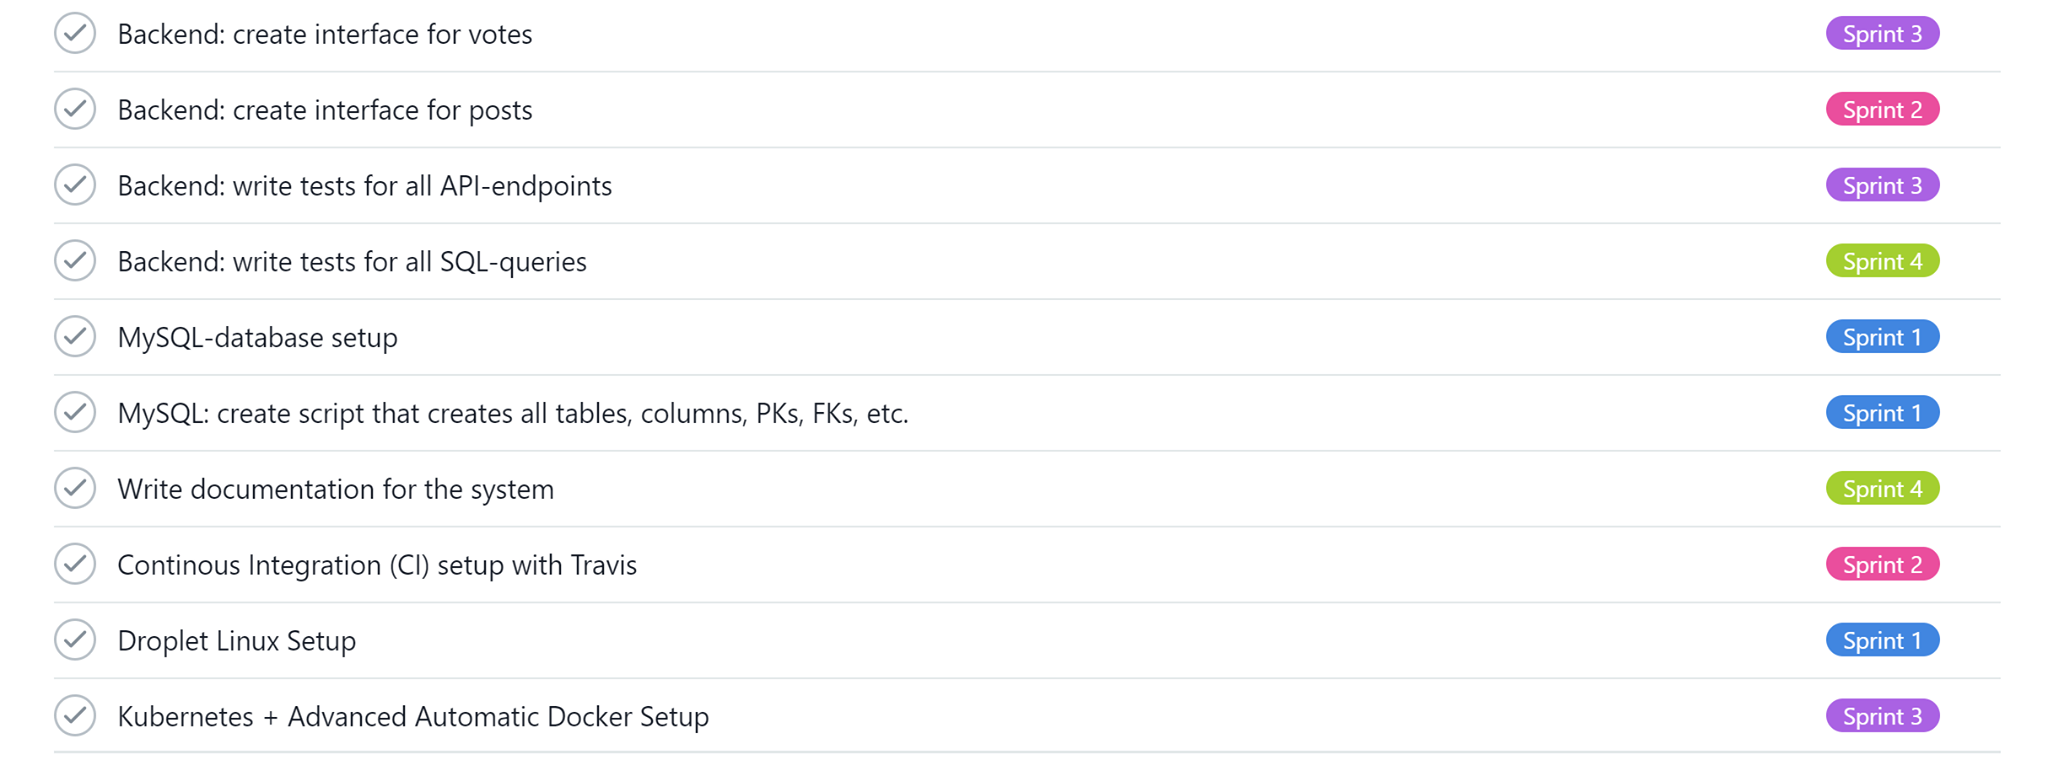 Backend: create interface for votes Sprint 3
Backend: create interface for posts Sprint 2
Backend: write tests for all API-endpoints Sprint 3
Backend: write tests for all SQL-queries Sprint 4
MySQL-database setup Sprint 1
MySQL: create script that creates all tables, columns, PKs, FKs, etc. Sprint 1
Write documentation for the system Sprint 4
Continous Integration (CI) setup with Travis Sprint 2
Droplet Linux Setup Sprint 1
Kubernetes + Advanced Automatic Docker Setup Sprint 3